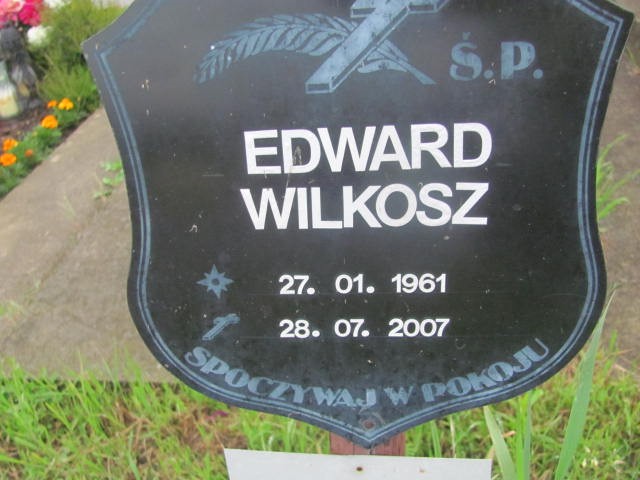 Ś.P.
EDWARD
WILKOSZ
27. 01. 1961
28. 07. 2007
SPOCZYWAJ W POKOJU